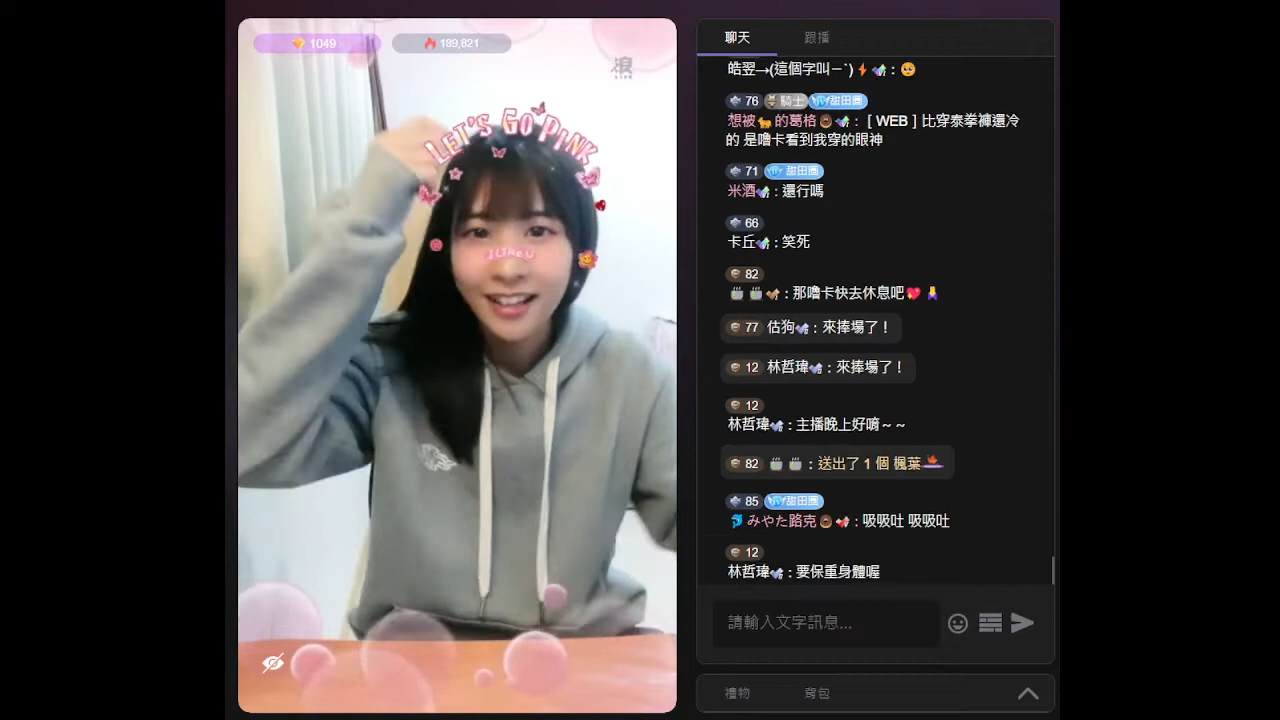 1049
189,821
浪
LIVE
LET'S GO PINK
聊天
跟播
皓翌→(這個字叫ㄧˋ) :
76 騎士 甜田圈
想被 的葛格 : [ WEB ] 比穿泰拳褲還冷
的 是嚕卡看到我穿的眼神
71 甜田圈
米酒 : 還行嗎
66
卡丘 : 笑死
82
: 那嚕卡快去休息吧
77 估狗 : 來捧場了!
12 林哲瑋 : 來捧場了!
12
林哲瑋 : 主播晚上好唷~~
82 : 送出了 1 個 楓葉
85 甜田圈
みやた路克 : 吸吸吐 吸吸吐
12
林哲瑋 : 要保重身體喔
請輸入文字訊息...
禮物
背包